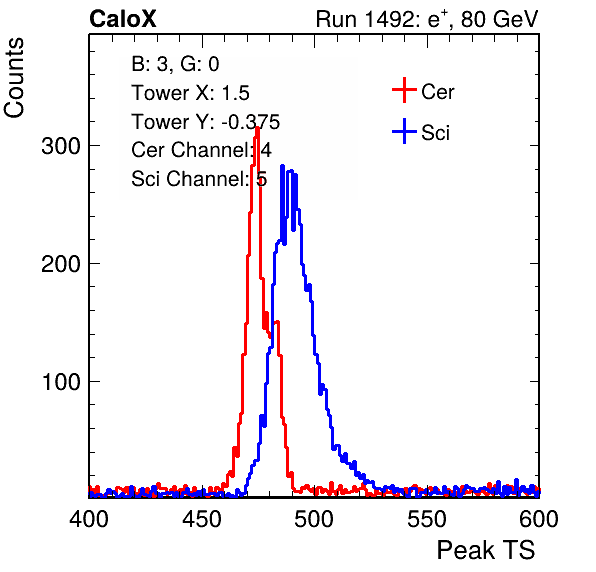 CaloX Run 1492: e⁺, 80 GeV
Counts
B: 3, G: 0
Tower X: 1.5
Tower Y: -0.375
Cer Channel: 4
Sci Channel: 5
Cer
Sci
300
200
100
400 450 500 550 600
Peak TS